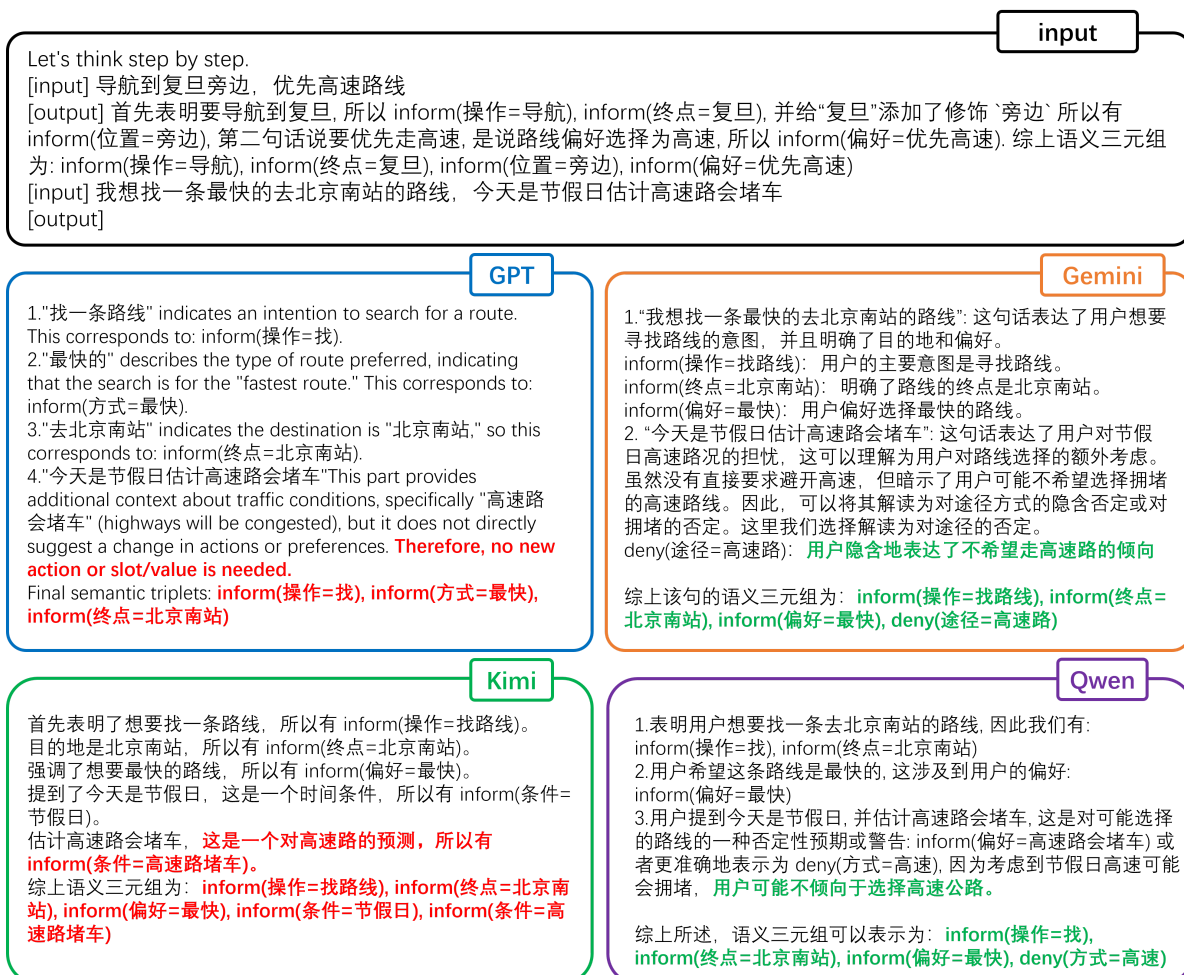 input
Let's think step by step.
[input] 导航到复旦旁边，优先高速路线
[output] 首先表明要导航到复旦, 所以 inform(操作=导航), inform(终点=复旦), 并给“复旦”添加了修饰 `旁边` 所以有
inform(位置=旁边), 第二句话说要优先走高速, 是说路线偏好选择为高速, 所以 inform(偏好=优先高速). 综上语义三元组
为: inform(操作=导航), inform(终点=复旦), inform(位置=旁边), inform(偏好=优先高速)
[input] 我想找一条最快的去北京南站的路线，今天是节假日估计高速路会堵车
[output]
GPT
1."找一条路线" indicates an intention to search for a route.
This corresponds to: inform(操作=找).
2."最快的" describes the type of route preferred, indicating
that the search is for the "fastest route." This corresponds to:
inform(方式=最快).
3."去北京南站" indicates the destination is "北京南站," so this
corresponds to: inform(终点=北京南站).
4."今天是节假日估计高速路会堵车"This part provides
additional context about traffic conditions, specifically "高速路
会堵车" (highways will be congested), but it does not directly
suggest a change in actions or preferences. Therefore, no new
action or slot/value is needed.
Final semantic triplets: inform(操作=找), inform(方式=最快),
inform(终点=北京南站)
Gemini
1.“我想找一条最快的去北京南站的路线”: 这句话表达了用户想要
寻找路线的意图，并且明确了目的地和偏好。
inform(操作=找路线)：用户的主要意图是寻找路线。
inform(终点=北京南站)：明确了路线的终点是北京南站。
inform(偏好=最快)：用户偏好选择最快的路线。
2. “今天是节假日估计高速路会堵车”: 这句话表达了用户对节假
日高速路况的担忧，这可以理解为用户对路线选择的额外考虑。
虽然没有直接要求避开高速，但暗示了用户可能不希望选择拥堵
的高速路线。因此，可以将其解读为对途径方式的隐含否定或对
拥堵的否定。这里我们选择解读为对途径的否定。
deny(途径=高速路)：用户隐含地表达了不希望走高速路的倾向
综上该句的语义三元组为：inform(操作=找路线), inform(终点=
北京南站), inform(偏好=最快), deny(途径=高速路)
Kimi
首先表明了想要找一条路线，所以有 inform(操作=找路线)。
目的地是北京南站，所以有 inform(终点=北京南站)。
强调了想要最快的路线，所以有 inform(偏好=最快)。
提到了今天是节假日，这是一个时间条件，所以有 inform(条件=
节假日)。
估计高速路会堵车，这是一个对高速路的预测，所以有
inform(条件=高速路堵车)。
综上语义三元组为：inform(操作=找路线), inform(终点=北京南
站), inform(偏好=最快), inform(条件=节假日), inform(条件=高
速路堵车)
Qwen
1.表明用户想要找一条去北京南站的路线, 因此我们有:
inform(操作=找), inform(终点=北京南站)
2.用户希望这条路线是最快的, 这涉及到用户的偏好:
inform(偏好=最快)
3.用户提到今天是节假日, 并估计高速路会堵车, 这是对可能选择
的路线的一种否定性预期或警告: inform(偏好=高速路会堵车) 或
者更准确地表示为 deny(方式=高速), 因为考虑到节假日高速可能
会拥堵，用户可能不倾向于选择高速公路。
综上所述，语义三元组可以表示为：inform(操作=找),
inform(终点=北京南站), inform(偏好=最快), deny(方式=高速)